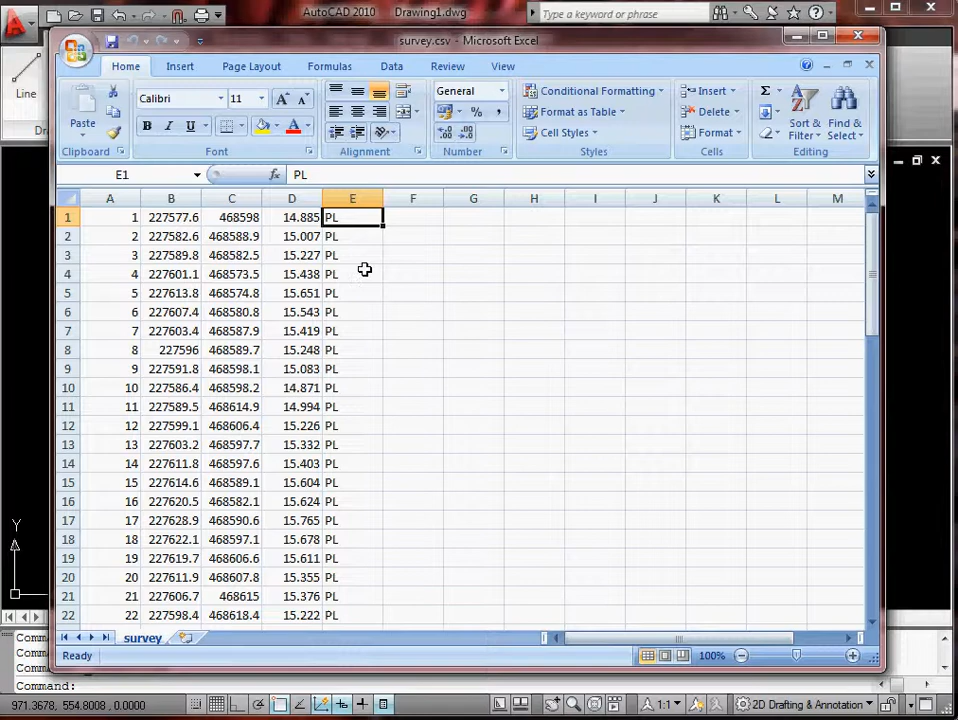 AutoCAD 2010 Drawing1.dwg
Type a keyword or phrase
survey.csv - Microsoft Excel
Line
Home Insert Page Layout Formulas Data Review View
Paste
Calibri 11
General
Conditional Formatting
Format as Table
Cell Styles
Insert
Delete
Format
Sort & Filter
Find & Select
Clipboard Font Alignment Number Styles Cells Editing
E1 fx PL
A B C D E F G H I J K L M
1 1 227577.6 468598 14.885 PL
2 2 227582.6 468588.9 15.007 PL
3 3 227589.8 468582.5 15.227 PL
4 4 227601.1 468573.5 15.438 PL
5 5 227613.8 468574.8 15.651 PL
6 6 227607.4 468580.8 15.543 PL
7 7 227603.4 468587.9 15.419 PL
8 8 227596 468589.7 15.248 PL
9 9 227591.8 468598.1 15.083 PL
10 10 227586.4 468598.2 14.871 PL
11 11 227589.5 468614.9 14.994 PL
12 12 227599.1 468606.4 15.226 PL
13 13 227603.2 468597.7 15.332 PL
14 14 227611.8 468597.6 15.403 PL
15 15 227614.6 468589.1 15.604 PL
16 16 227620.5 468582.1 15.624 PL
17 17 227628.9 468590.6 15.765 PL
18 18 227622.1 468597.1 15.678 PL
19 19 227619.7 468606.6 15.611 PL
20 20 227611.9 468607.8 15.355 PL
21 21 227606.7 468615 15.376 PL
22 22 227598.4 468618.4 15.222 PL
Y
survey
Ready 100%
Comm
Comm
Comm
Command:
971.3678, 554.8008, 0.0000 1:1 2D Drafting & Annotation